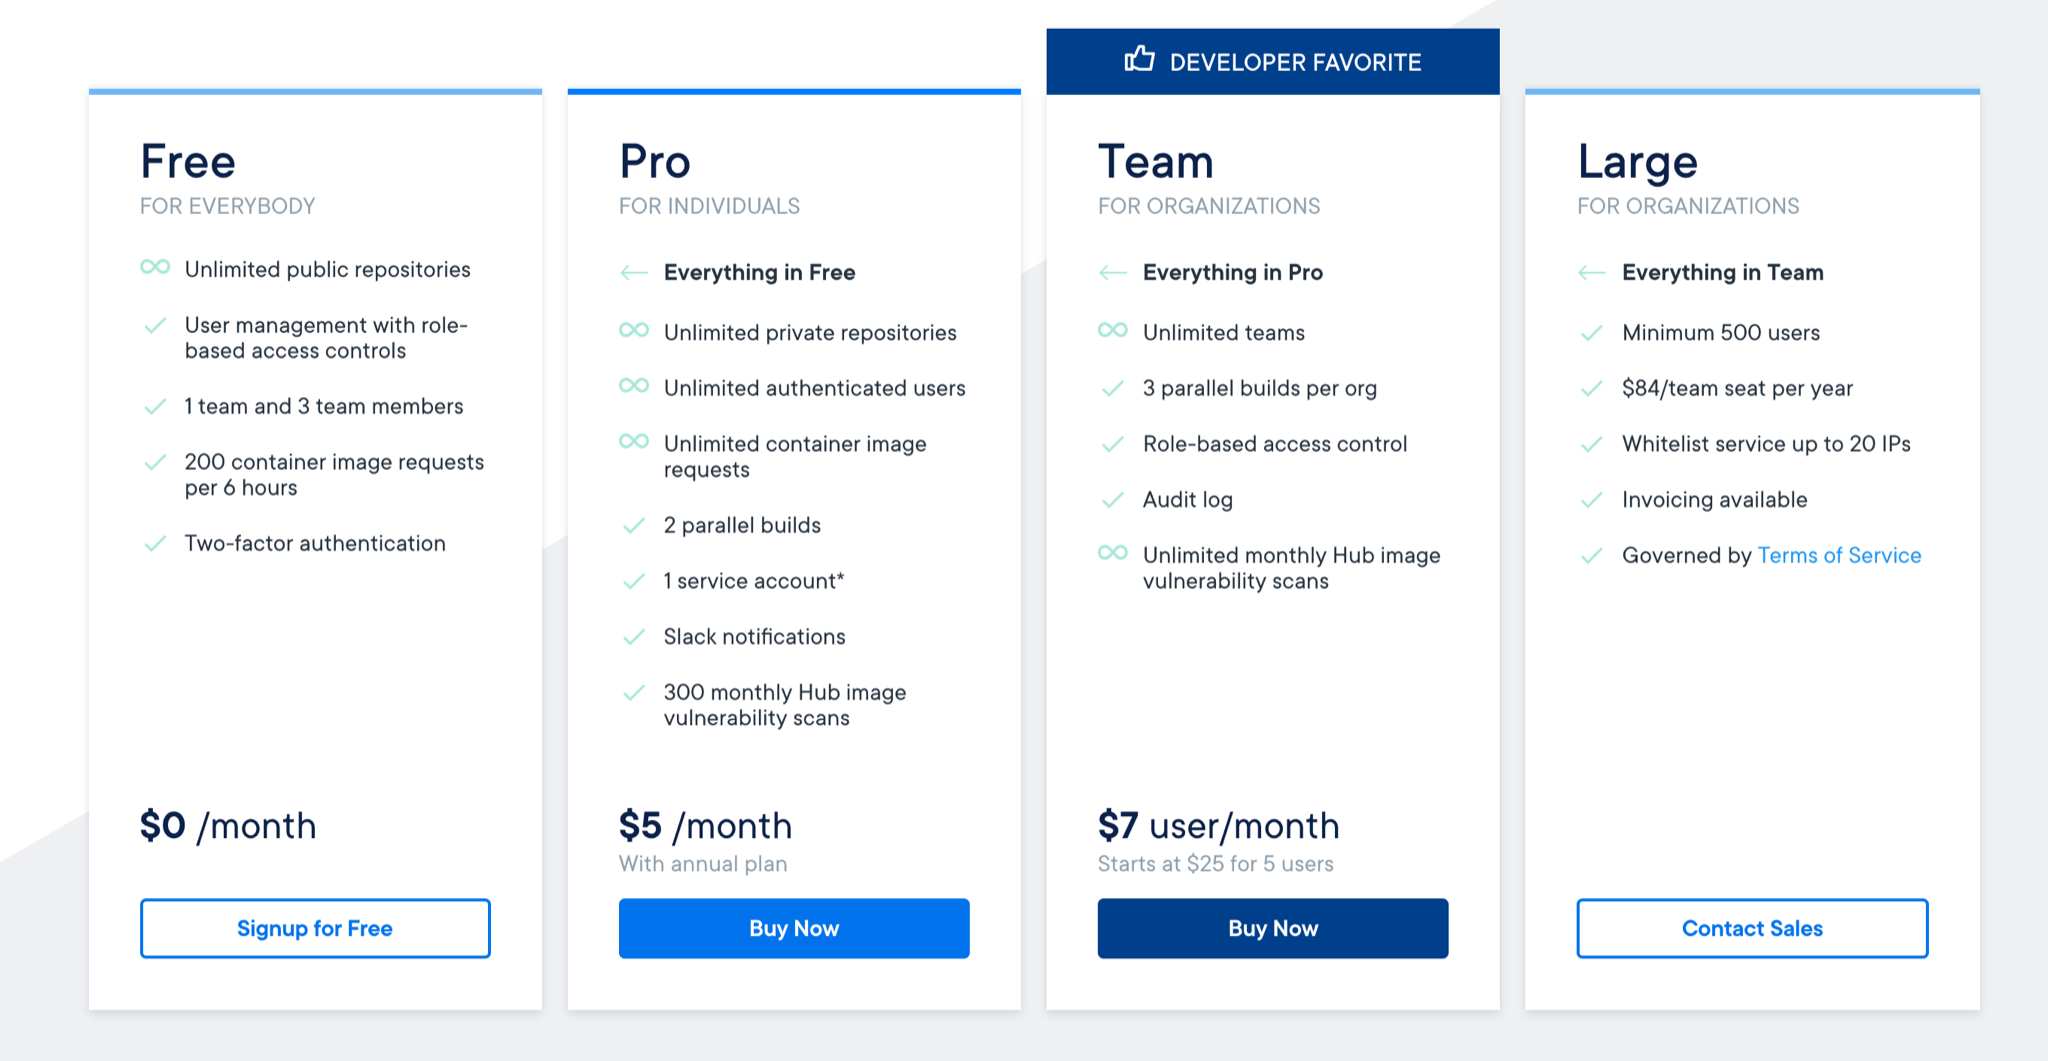 Free
FOR EVERYBODY
Unlimited public repositories
User management with role-
based access controls
1 team and 3 team members
200 container image requests
per 6 hours
Two-factor authentication
$0 /month
Signup for Free
Pro
FOR INDIVIDUALS
Everything in Free
Unlimited private repositories
Unlimited authenticated users
Unlimited container image
requests
2 parallel builds
1 service account*
Slack notifications
300 monthly Hub image
vulnerability scans
$5 /month
With annual plan
Buy Now
DEVELOPER FAVORITE
Team
FOR ORGANIZATIONS
Everything in Pro
Unlimited teams
3 parallel builds per org
Role-based access control
Audit log
Unlimited monthly Hub image
vulnerability scans
$7 user/month
Starts at $25 for 5 users
Buy Now
Large
FOR ORGANIZATIONS
Everything in Team
Minimum 500 users
$84/team seat per year
Whitelist service up to 20 IPs
Invoicing available
Governed by Terms of Service
Contact Sales